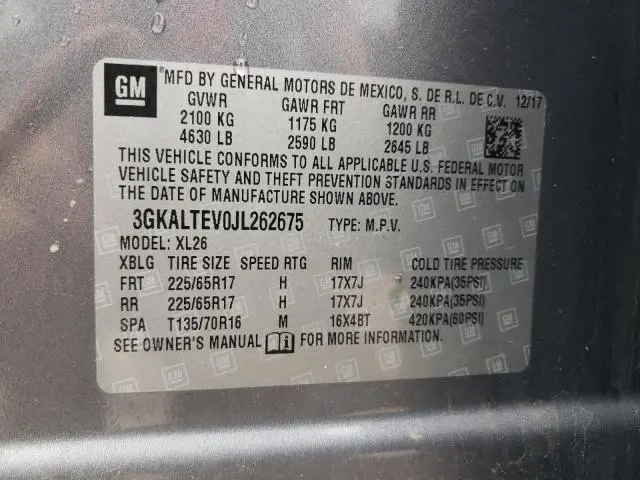 GM
MFD BY GENERAL MOTORS DE MEXICO, S. DE R.L. DE C.V. 12/17
GVWR GAWR FRT GAWR RR
2100 KG 1175 KG 1200 KG
4630 LB 2590 LB 2645 LB
THIS VEHICLE CONFORMS TO ALL APPLICABLE U.S. FEDERAL MOTOR
VEHICLE SAFETY AND THEFT PREVENTION STANDARDS IN EFFECT ON
THE DATE OF MANUFACTURE SHOWN ABOVE.
3GKALTEV0JL262675 TYPE: M.P.V.
MODEL: XL26
XBLG TIRE SIZE SPEED RTG RIM COLD TIRE PRESSURE
FRT 225/65R17 H 17X7J 240KPA(35PSI)
RR 225/65R17 H 17X7J 240KPA(35PSI)
SPA T135/70R16 M 16X4BT 420KPA(60PSI)
SEE OWNER'S MANUAL FOR MORE INFORMATION.